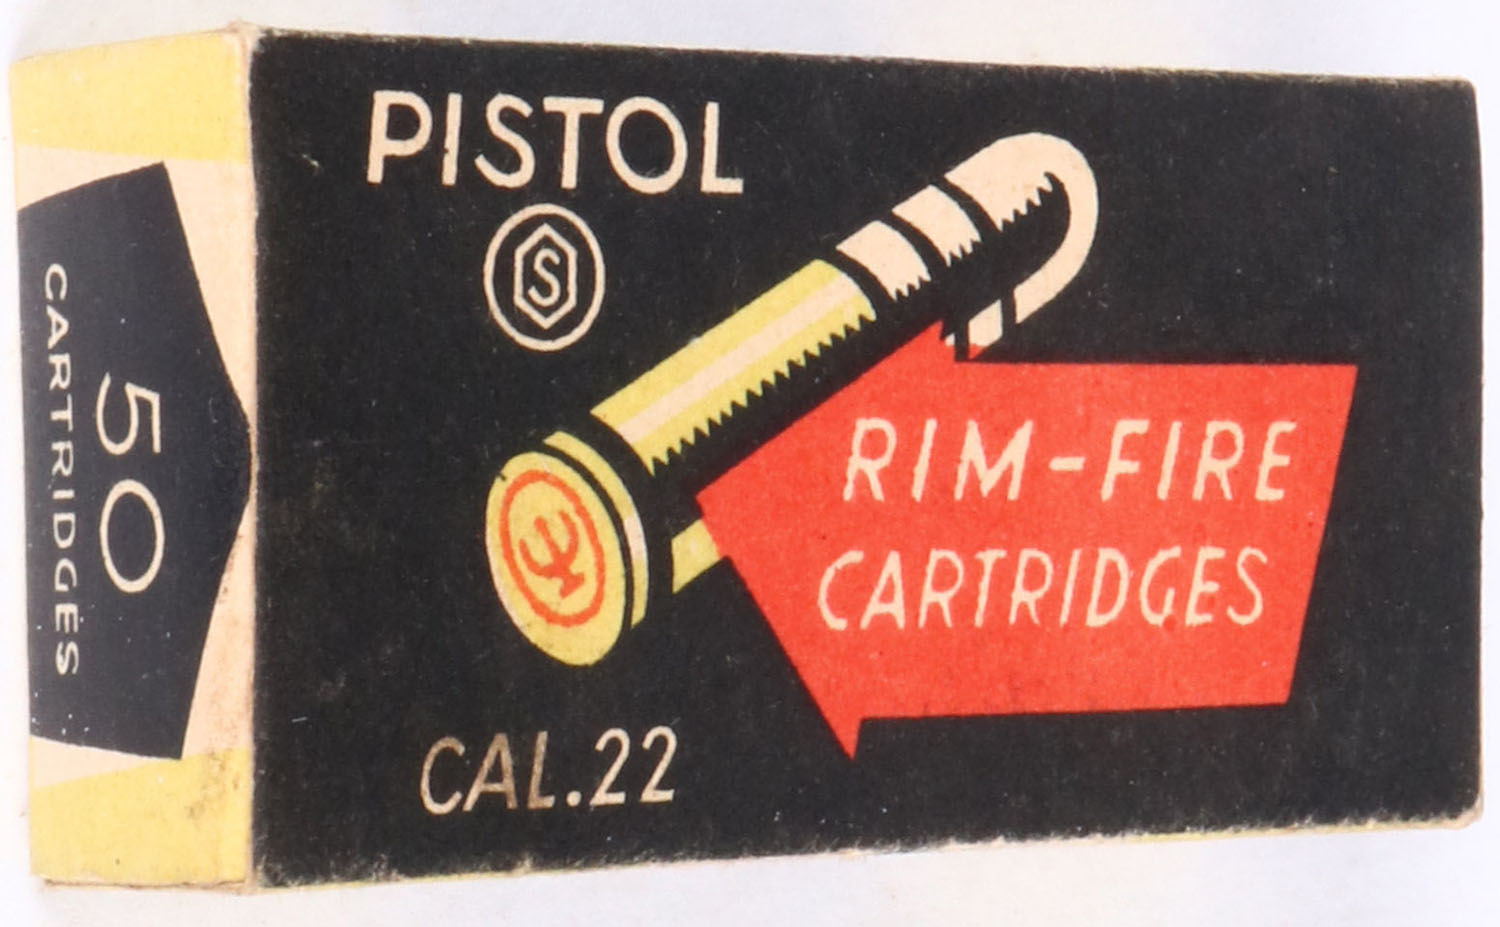 PISTOL
S
RIM-FIRE
CARTRIDGES
CAL.22
50
CARTRIDGES